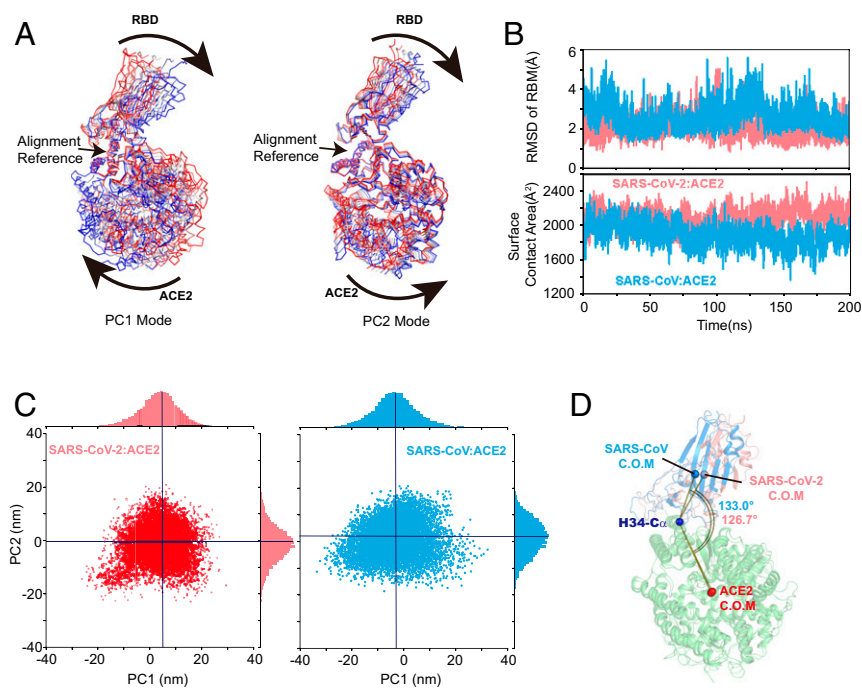 A
RBD
RBD
Alignment
Reference
Alignment
Reference
ACE2
ACE2
PC1 Mode
PC2 Mode
B
RMSD of RBM(Å)
6
4
2
0
SARS-CoV-2:ACE2
Surface
Contact Area(Å²)
2400
2000
1600
1200
SARS-CoV:ACE2
0
50
75
100
125
150
200
Time(ns)
C
SARS-CoV-2:ACE2
SARS-CoV:ACE2
PC2 (nm)
40
20
0
-20
-40
-40
-20
0
20
40
-40
-20
0
20
40
PC1 (nm)
PC1 (nm)
D
SARS-CoV
C.O.M
SARS-CoV-2
C.O.M
133.0°
126.7°
H34-Cα
ACE2
C.O.M